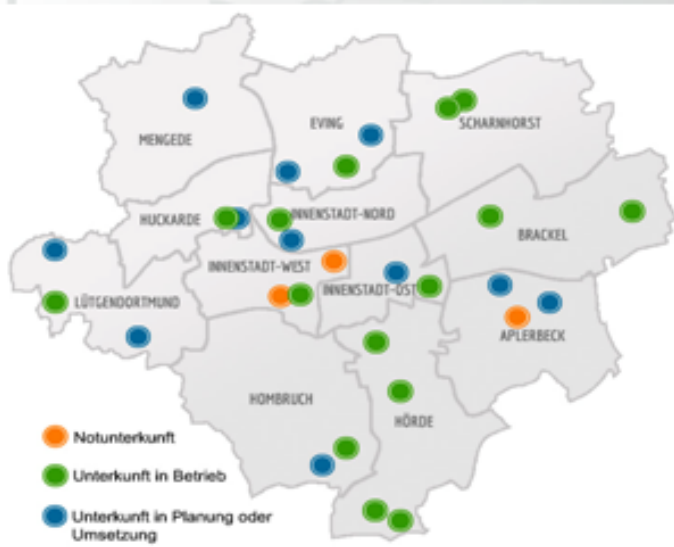 MENGEDE
EVING
SCHARNHORST
HUCKARDE
INNENSTADT-NORD
BRACKEL
INNENSTADT-WEST
INNENSTADT-OST
LÜTGENDORTMUND
APLERBECK
HOMBRUCH
HÖRDE
Notunterkunft
Unterkunft in Betrieb
Unterkunft in Planung oder
Umsetzung